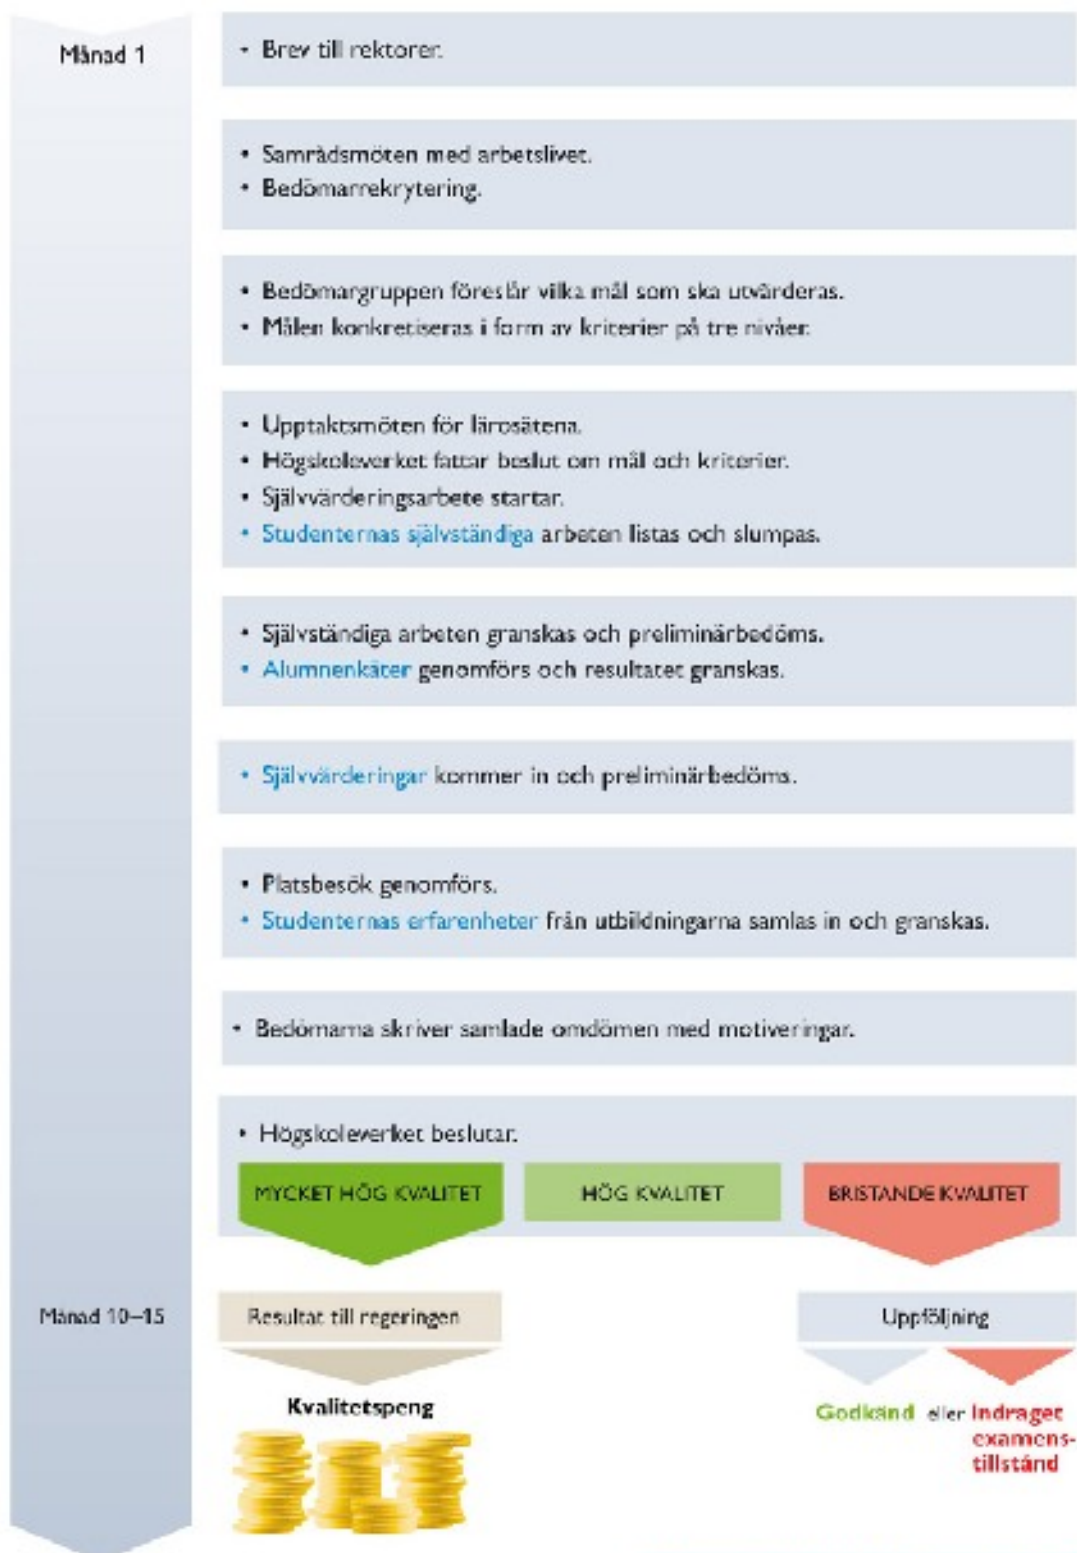 Månad 1
• Brev till rektorer.
• Samrådsmöten med arbetslivet.
• Bedömarrekrytering.
• Bedömargruppen föreslår vilka mål som ska utvärderas.
• Målen konkretiseras i form av kriterier på tre nivåer.
• Upptaktsmöten för lärosätena.
• Högskoleverket fattar beslut om mål och kriterier.
• Självvärderingsarbete startar.
• Studenternas självständiga arbeten listas och slumpas.
• Självständiga arbeten granskas och preliminärbedöms.
• Alumnenkäter genomförs och resultatet granskas.
• Självvärderingar kommer in och preliminärbedöms.
• Platsbesök genomförs.
• Studenternas erfarenheter från utbildningarna samlas in och granskas.
• Bedömarna skriver samlade omdömen med motiveringar.
• Högskoleverket beslutar.
MYCKET HÖG KVALITET
HÖG KVALITET
BRISTANDE KVALITET
Månad 10–15
Resultat till regeringen
Uppföljning
Kvalitetspeng
Godkänd eller Indraget
examens-
tillstånd